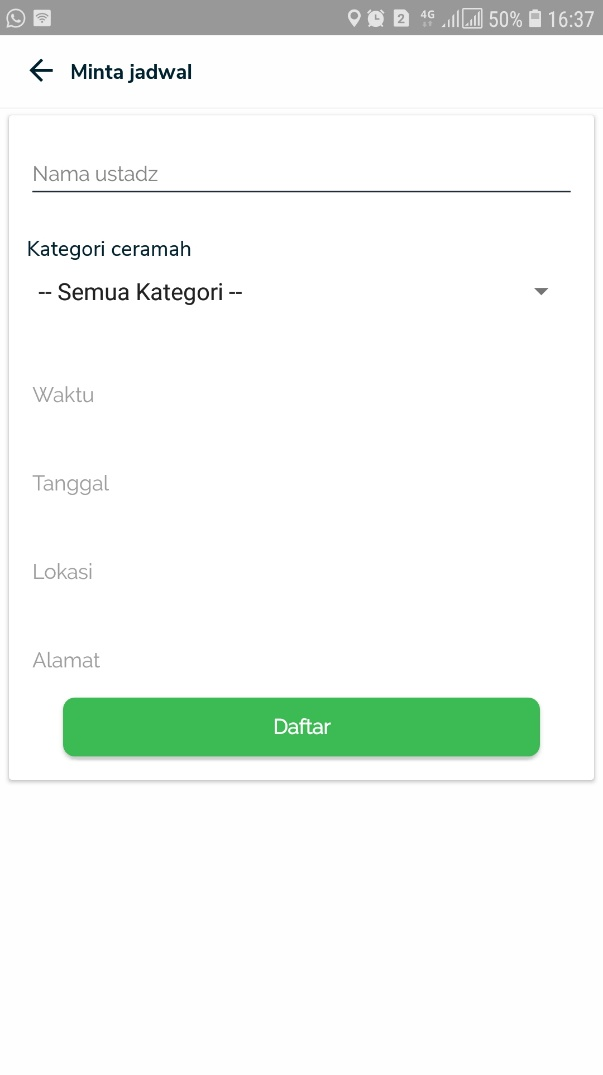 2 4G 50% 16:37
Minta jadwal
Nama ustadz
Kategori ceramah
-- Semua Kategori --
Waktu
Tanggal
Lokasi
Alamat
Daftar